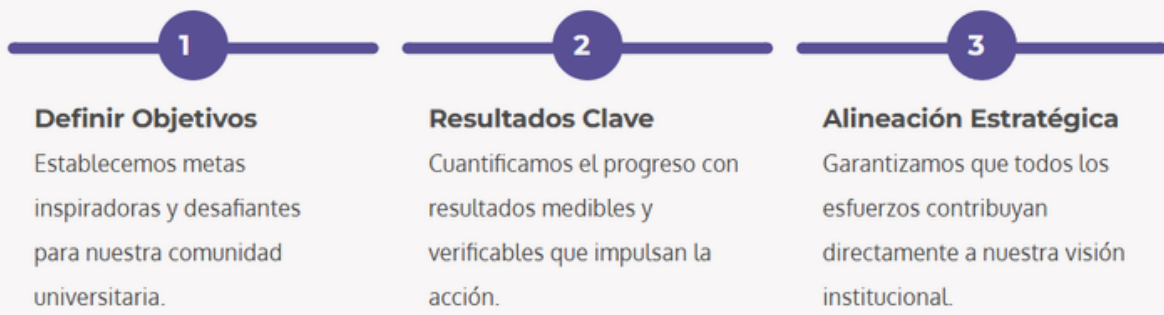 1
Definir Objetivos
Establecemos metas
inspiradoras y desafiantes
para nuestra comunidad
universitaria.
2
Resultados Clave
Cuantificamos el progreso con
resultados medibles y
verificables que impulsan la
acción.
3
Alineación Estratégica
Garantizamos que todos los
esfuerzos contribuyan
directamente a nuestra visión
institucional.